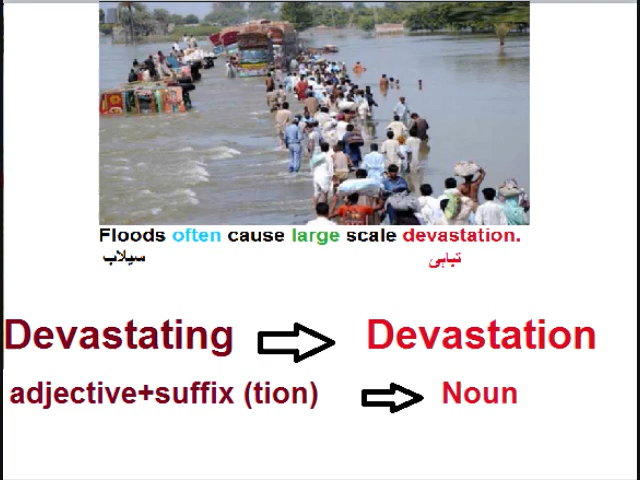 Floods often cause large scale devastation.
سیلاب تباہی
Devastating Devastation
adjective+suffix (tion) Noun